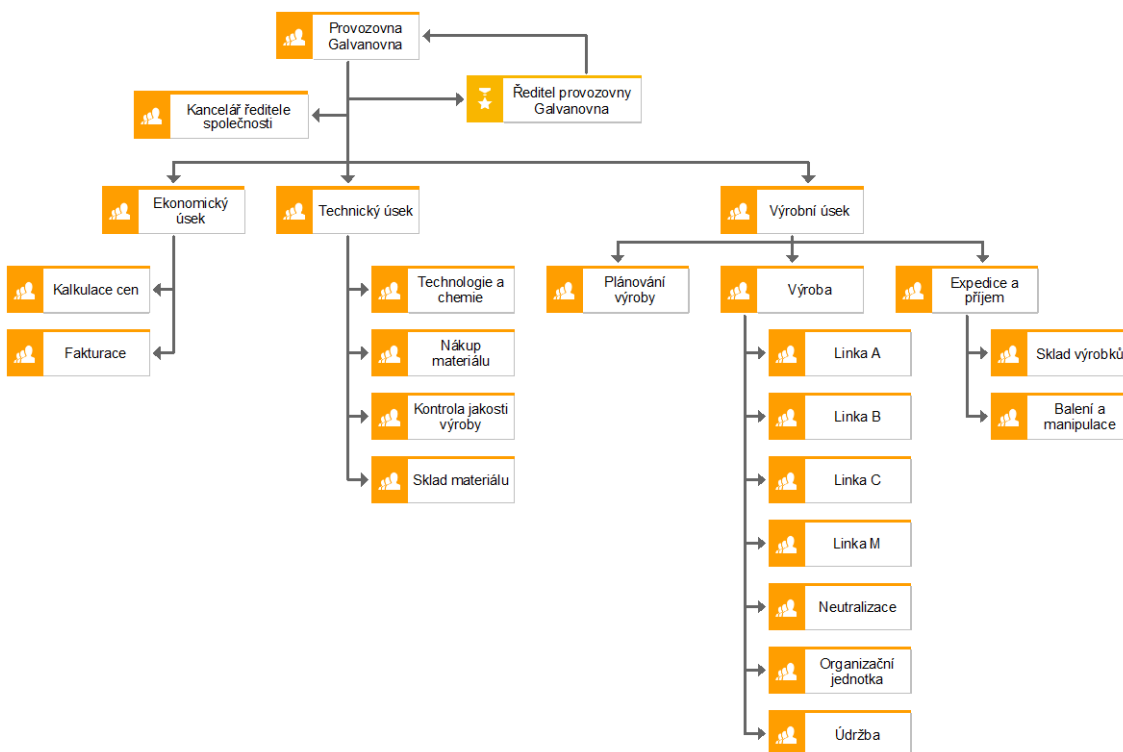 Provozovna
Galvanovna
Ředitel provozovny
Galvanovna
Kancelář ředitele
společnosti
Ekonomický
úsek
Technický úsek
Výrobní úsek
Kalkulace cen
Fakturace
Technologie a
chemie
Nákup
materiálu
Kontrola jakosti
výroby
Sklad materiálu
Plánování
výroby
Výroba
Expedice a
příjem
Linka A
Linka B
Linka C
Linka M
Neutralizace
Organizační
jednotka
Údržba
Sklad výrobků
Balení a
manipulace